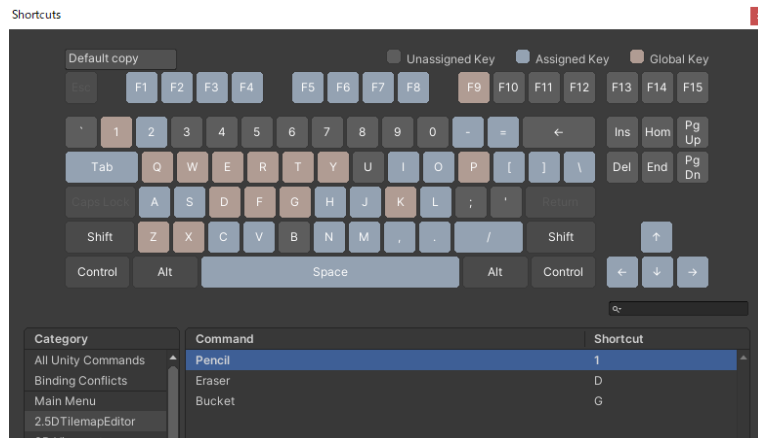 Shortcuts
Default copy
Unassigned Key Assigned Key Global Key
Esc F1 F2 F3 F4 F5 F6 F7 F8 F9 F10 F11 F12 F13 F14 F15
` 1 2 3 4 5 6 7 8 9 0 - = ← Ins Hom Pg Up
Tab Q W E R T Y U I O P [ ] \ Del End Pg Dn
Caps Lock A S D F G H J K L ; ' Return
Shift Z X C V B N M , . / Shift ↑
Control Alt Space Alt Control ← ↓ →
Category Command Shortcut
All Unity Commands Pencil 1
Binding Conflicts Eraser D
Main Menu Bucket G
2.5DTilemapEditor